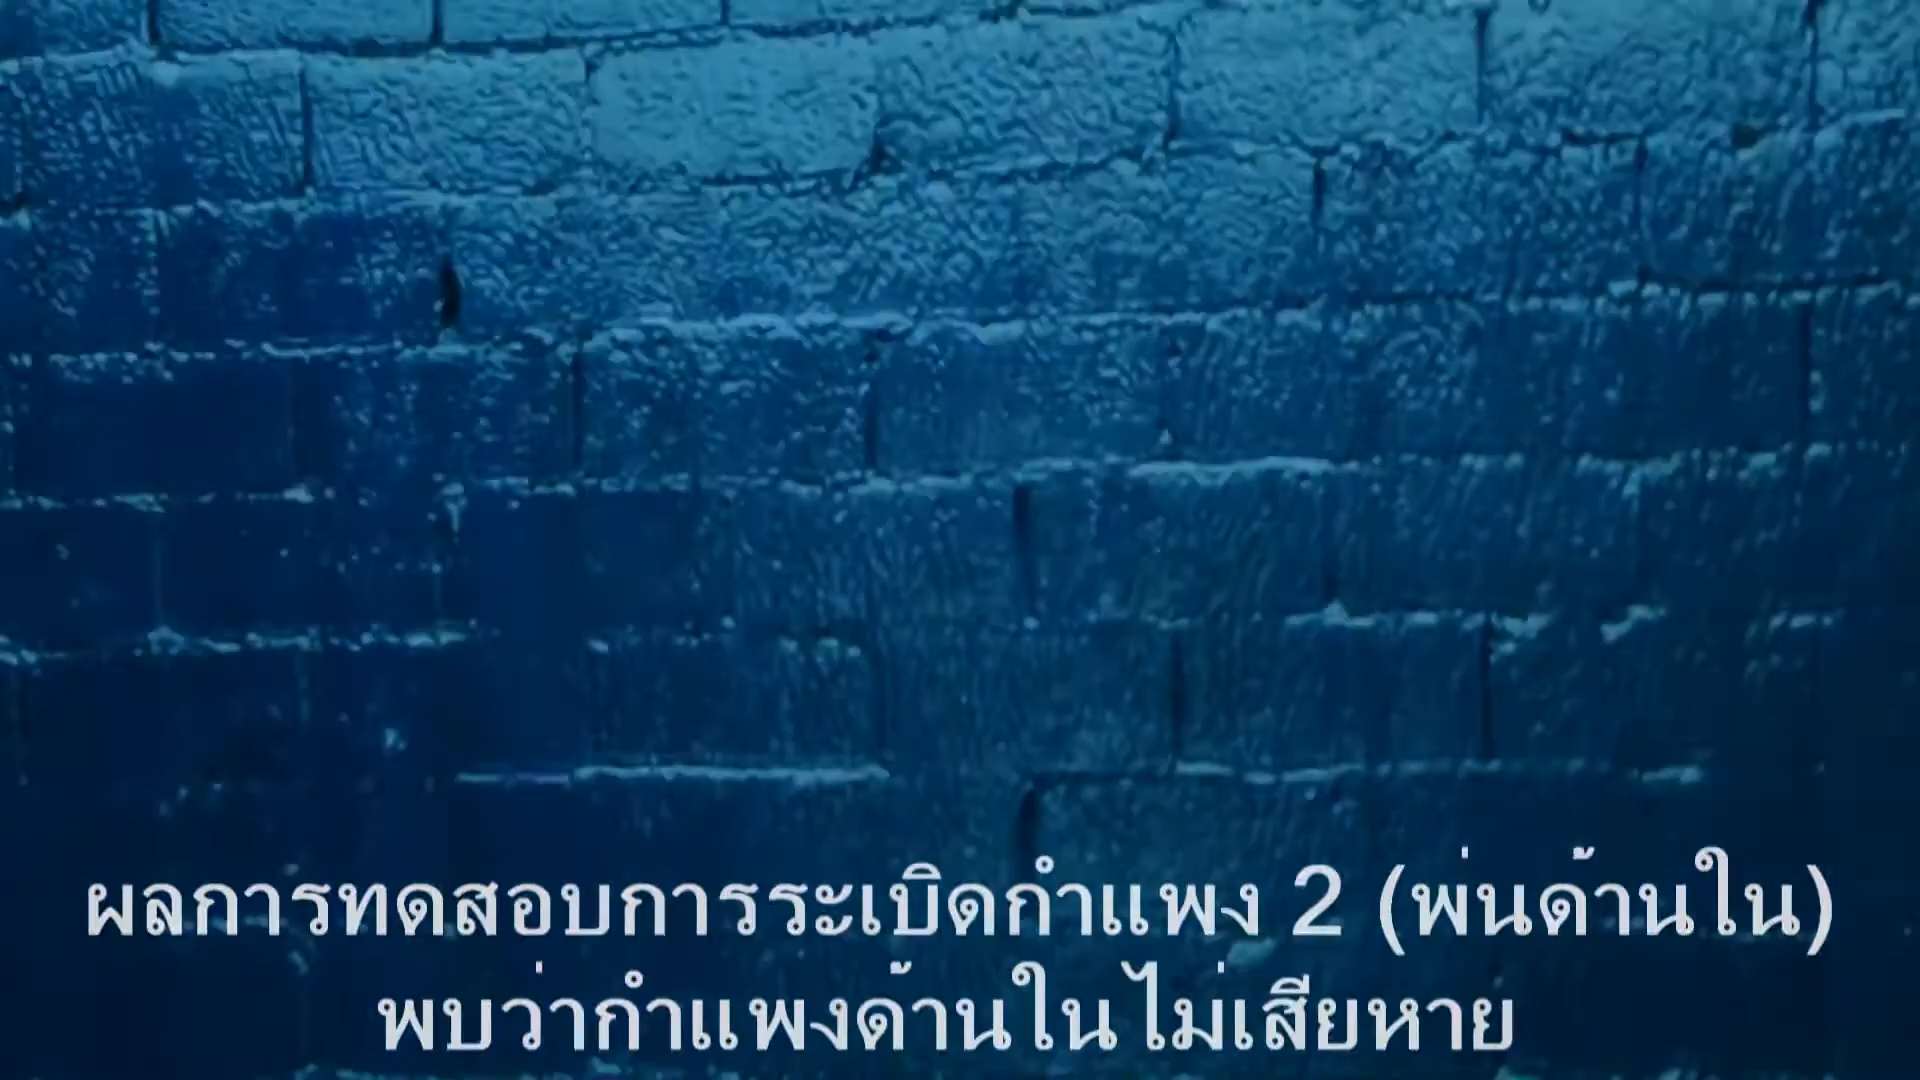 ผลการทดสอบการระเบิดกำแพง 2 (พ่นด้านใน)
พบว่ากำแพงด้านในไม่เสียหาย